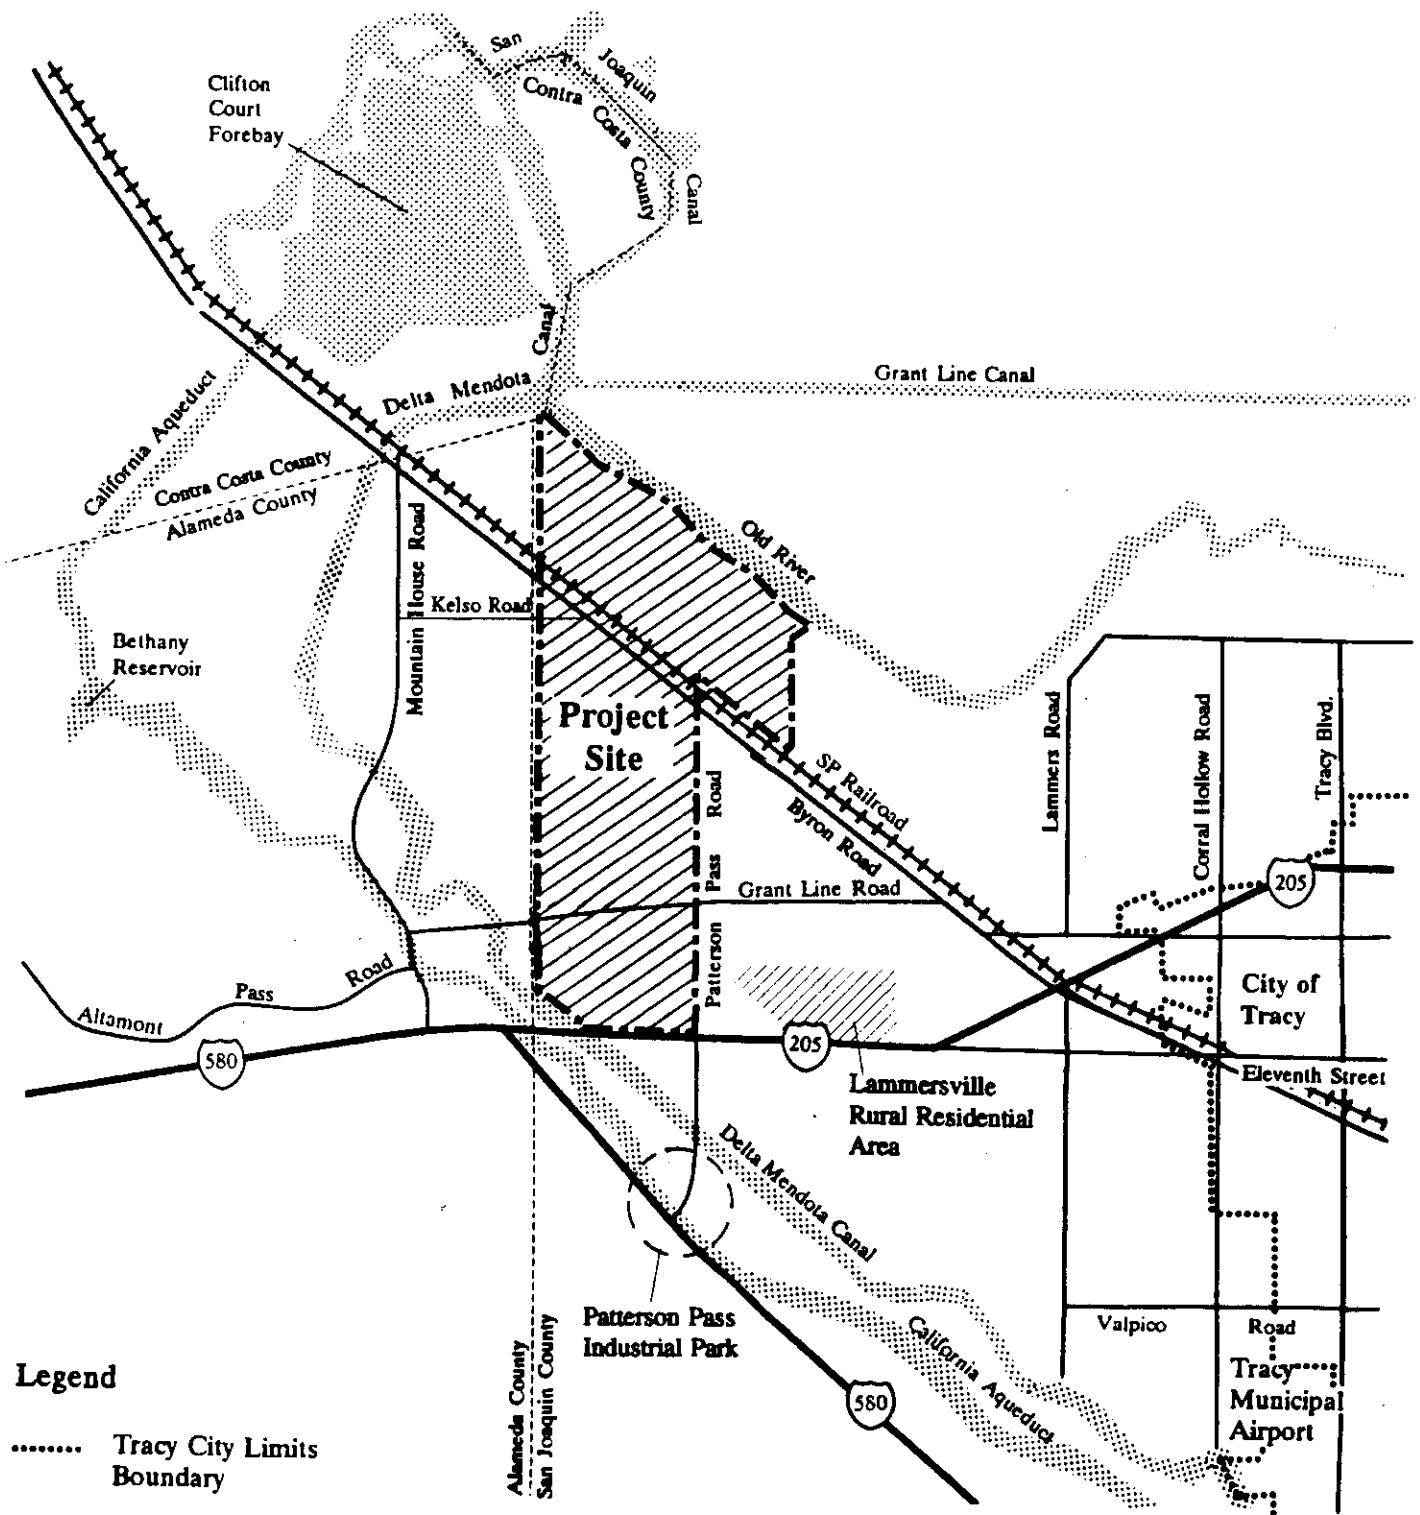 San
Joaquin
Canal
Contra Costa County
Clifton
Court
Forebay
Canal
Delta Mendota
Grant Line Canal
California Aqueduct
Contra Costa County
Alameda County
Old River
Mountain House Road
Kelso Road
Bethany
Reservoir
Project
Site
SP Railroad
Byron Road
Lammers Road
Corral Hollow Road
Tracy Blvd.
Patterson Pass Road
Grant Line Road
205
Altamont Pass Road
City of
Tracy
580
205
Eleventh Street
Lammersville
Rural Residential
Area
Delta Mendota Canal
Patterson Pass
Industrial Park
Valpico Road
California Aqueduct
Tracy
Municipal
Airport
580
Alameda County
San Joaquin County
Legend
Tracy City Limits
Boundary